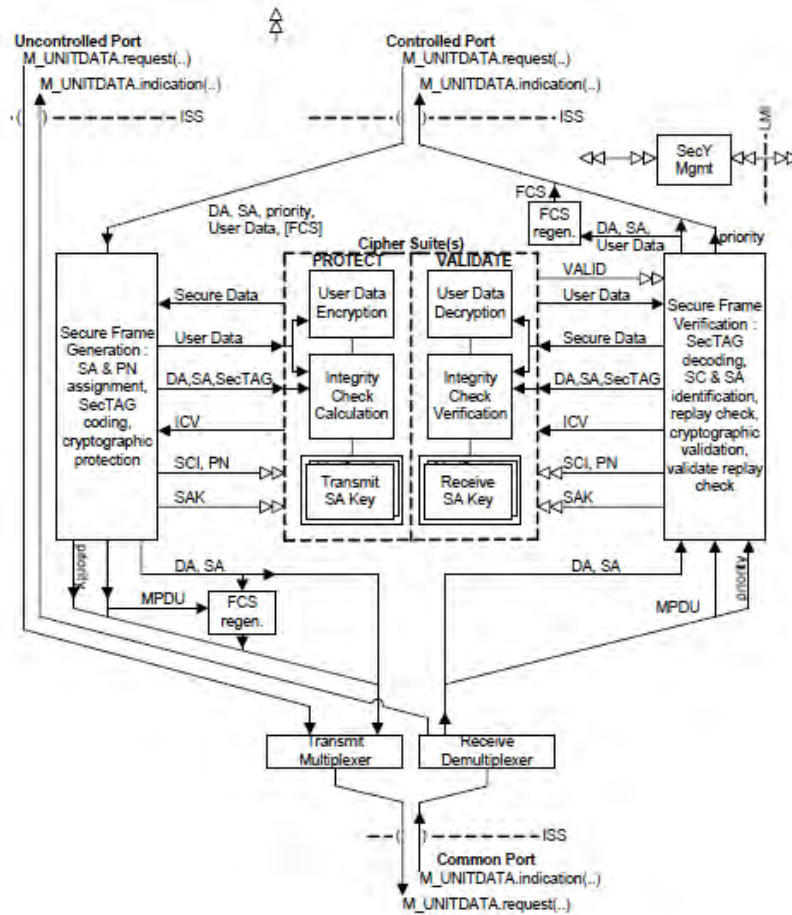 Uncontrolled Port
M_UNITDATA.request(..)
M_UNITDATA.indication(..)
ISS
Controlled Port
M_UNITDATA.request(..)
M_UNITDATA.indication(..)
ISS
LMI
SecY
Mgmt
FCS
FCS
regen.
DA, SA,
User Data
priority
DA, SA, priority,
User Data, [FCS]
Cipher Suite(s)
PROTECT
VALIDATE
Secure Frame
Generation :
SA & PN
assignment,
SecTAG
coding,
cryptographic
protection
Secure Data
User Data
DA,SA,SecTAG
ICV
SCI, PN
SAK
User Data
Encryption
Integrity
Check
Calculation
Transmit
SA Key
User Data
Decryption
Integrity
Check
Verification
Receive
SA Key
VALID
User Data
Secure Data
DA,SA,SecTAG
ICV
SCI, PN
SAK
Secure Frame
Verification :
SecTAG
decoding,
SC & SA
identification,
replay check,
cryptographic
validation,
validate replay
check
priority
DA, SA
MPDU
FCS
regen.
DA, SA
MPDU
priority
Transmit
Multiplexer
Receive
Demultiplexer
ISS
Common Port
M_UNITDATA.indication(..)
M_UNITDATA.request(..)